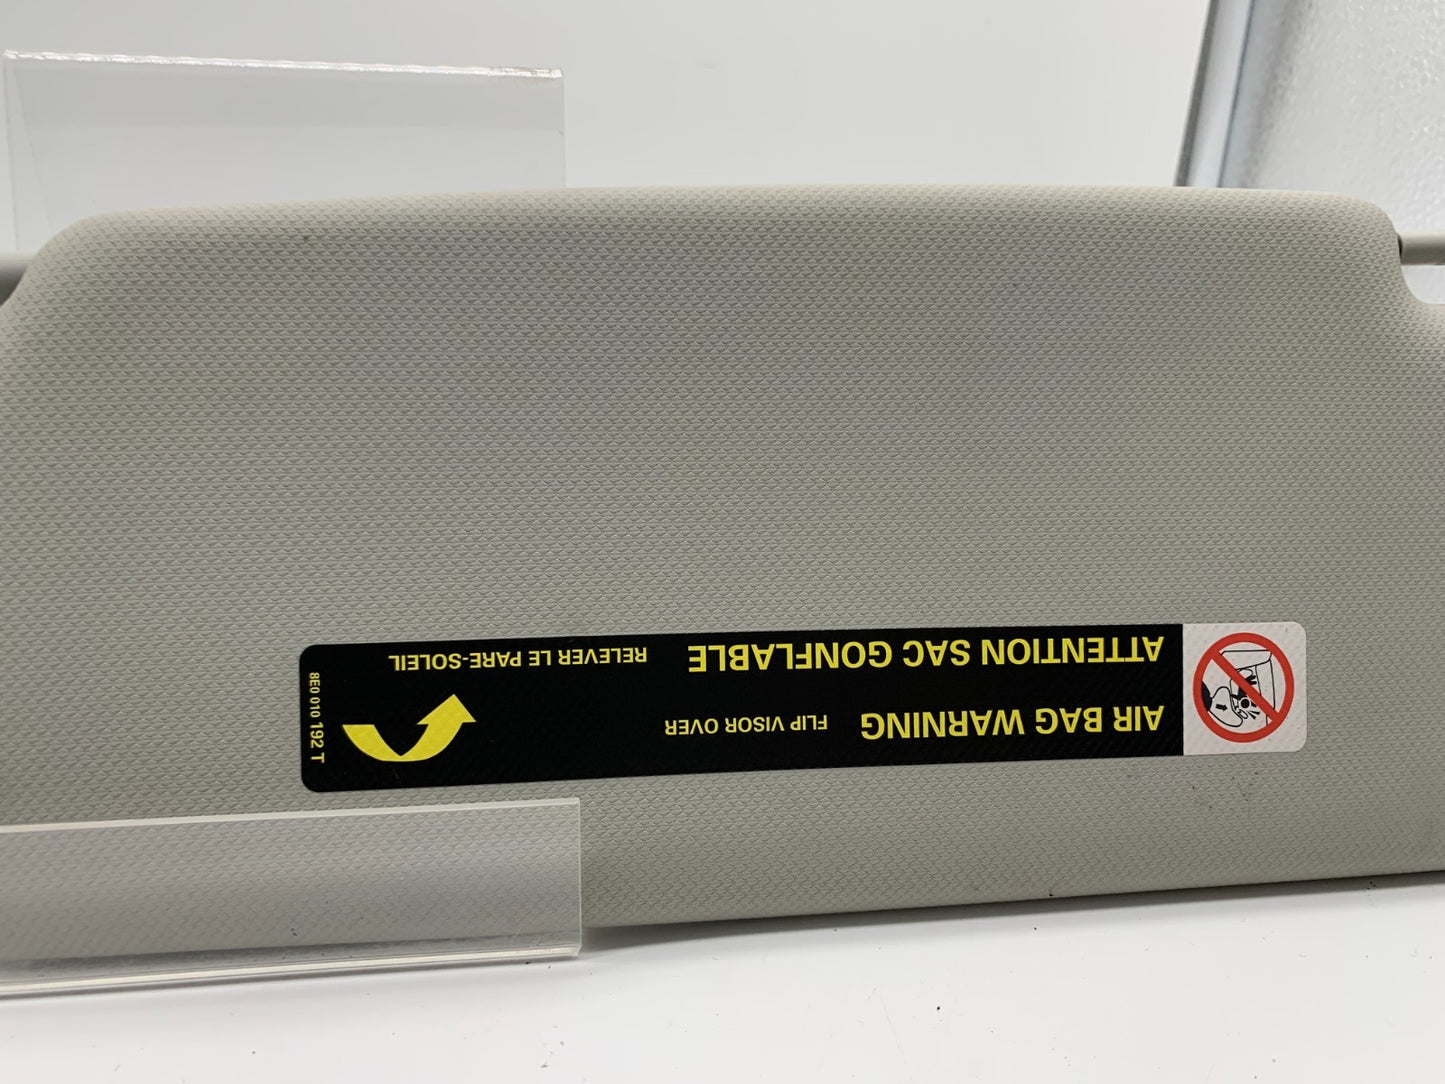 AIR BAG WARNING FLIP VISOR OVER
ATTENTION SAC GONFLABLE RELEVER LE PARE-SOLEIL
8E0 010 192 T